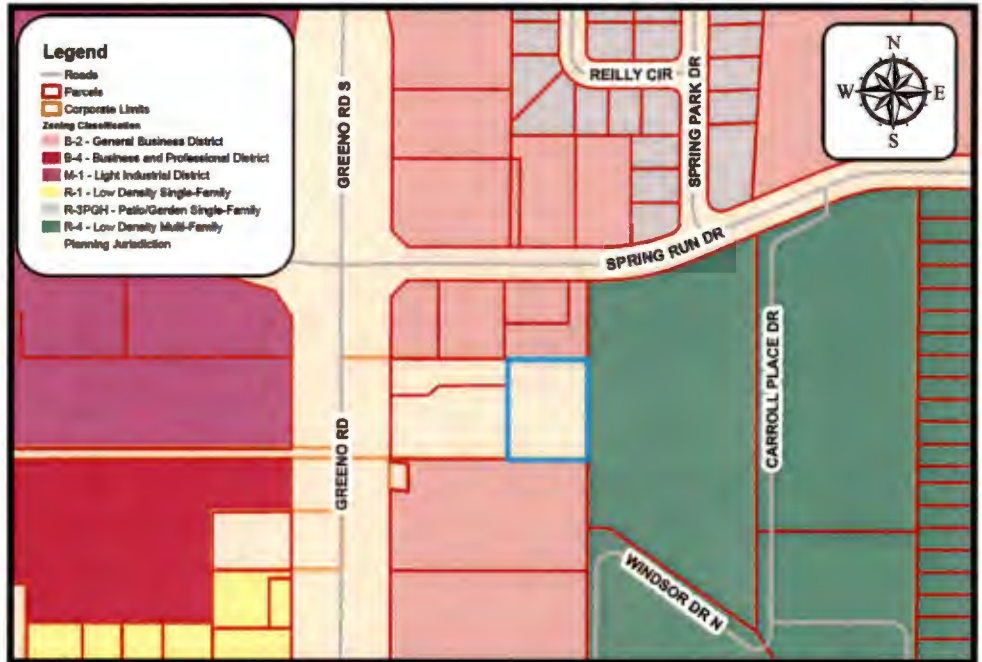 Legend
Roads
Parcels
Corporate Limits
Zoning Classification
B-2 - General Business District
B-4 - Business and Professional District
M-1 - Light Industrial District
R-1 - Low Density Single-Family
R-3PGH - Patio/Garden Single-Family
R-4 - Low Density Multi-Family
Planning Jurisdiction
GREENO RD S
REILLY CIR
SPRING PARK DR
N
W
E
S
SPRING RUN DR
GREENO RD
CARROLL PLACE DR
WINDSOR DR N